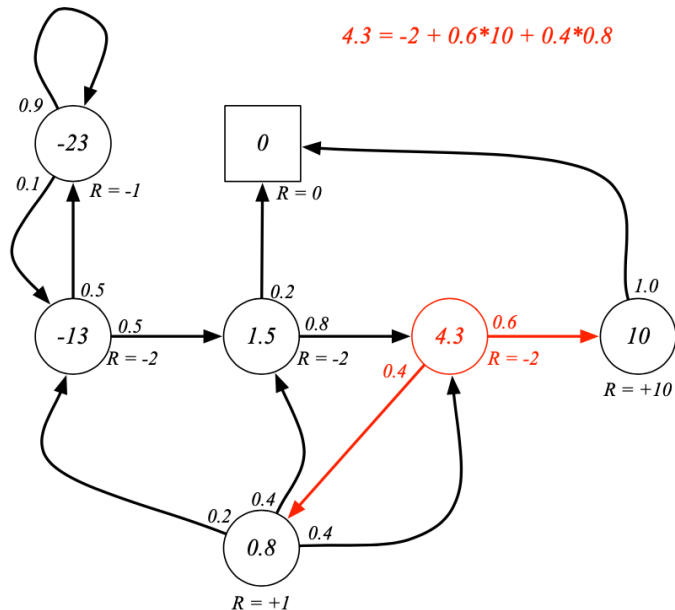 4.3 = -2 + 0.6*10 + 0.4*0.8
0.9
-23
0
0.1
R = -1
R = 0
0.5
0.2
1.0
-13
0.5
1.5
0.8
4.3
0.6
10
R = -2
R = -2
0.4
R = -2
R = +10
0.4
0.2
0.8
0.4
R = +1